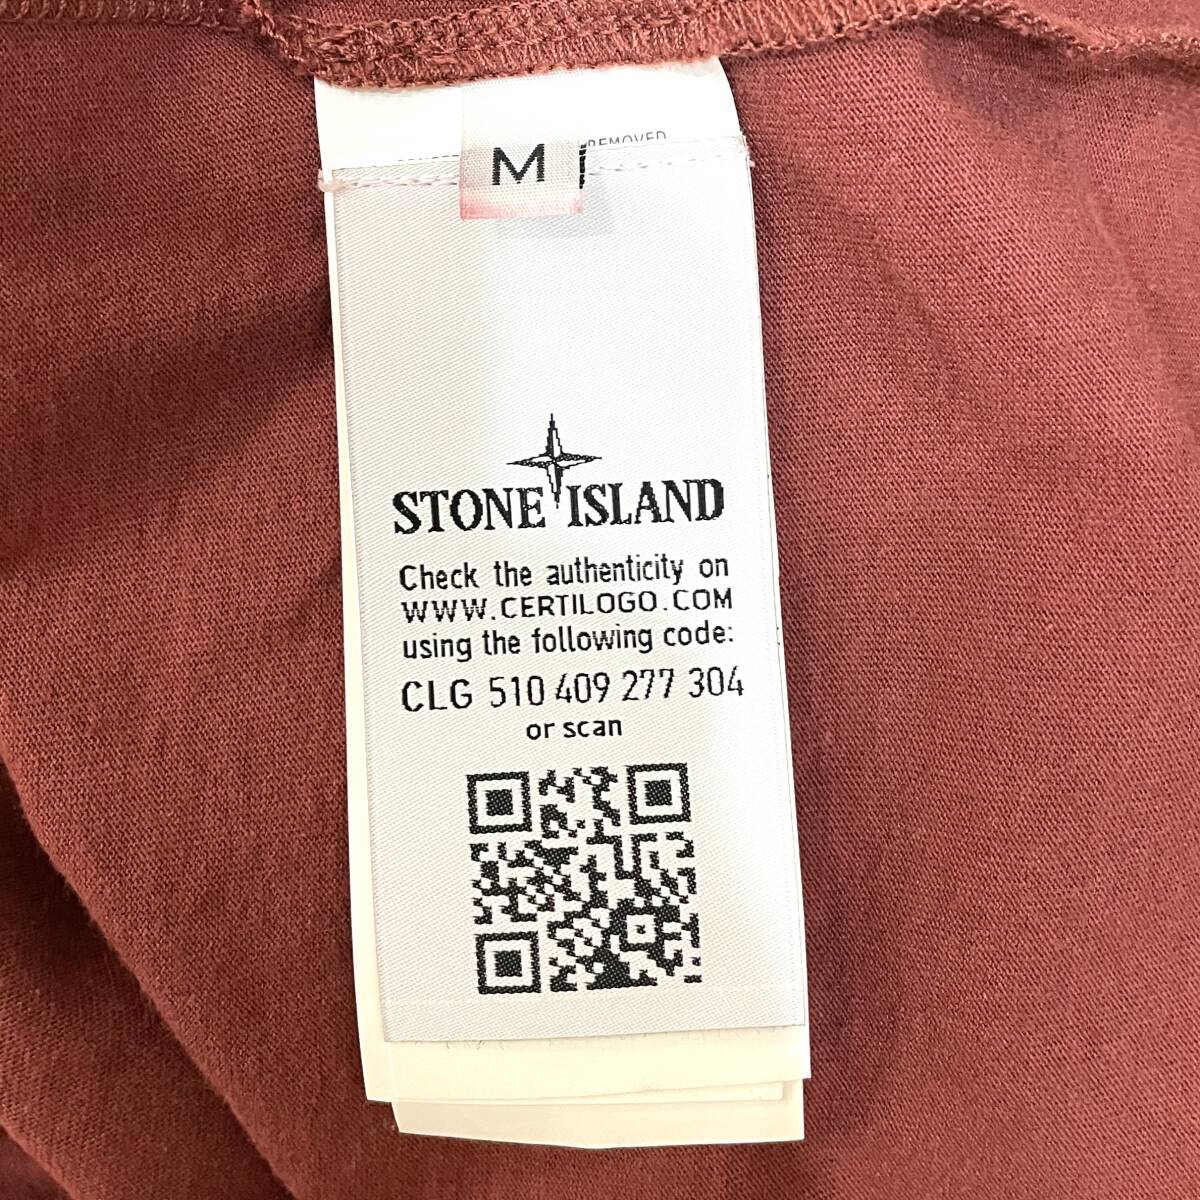 REMOVED
M
STONE ISLAND
Check the authenticity on
WWW.CERTILOGO.COM
using the following code:
CLG 510 409 277 304
or scan